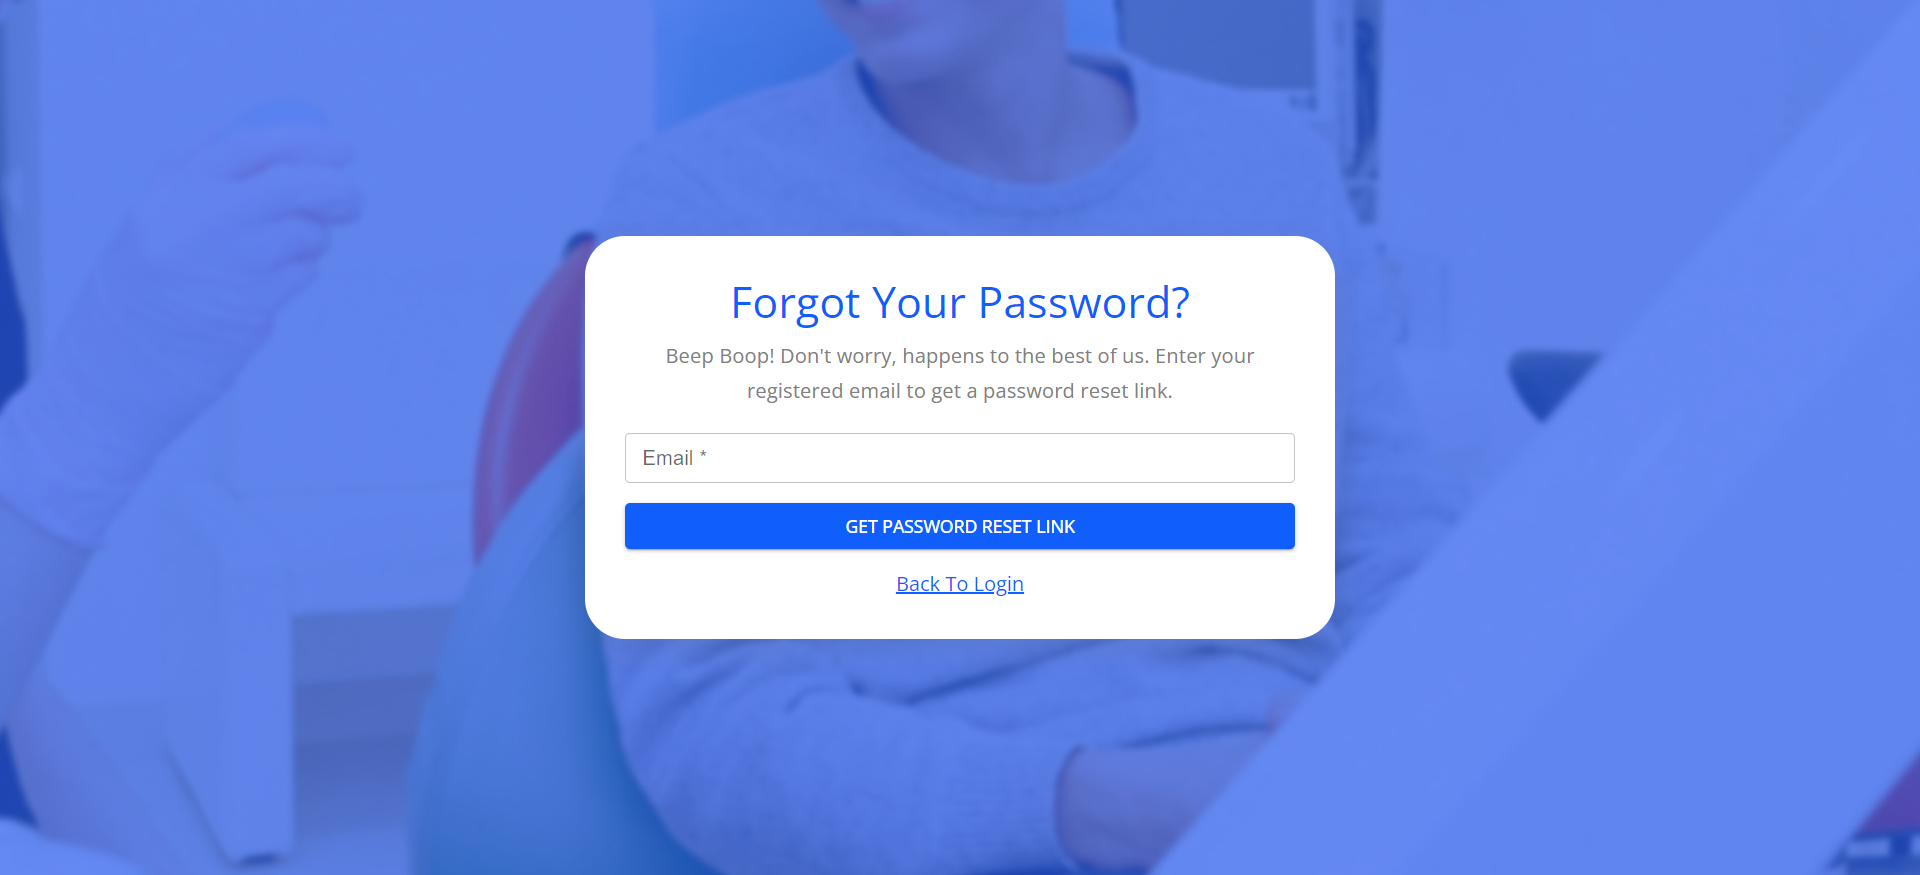 Forgot Your Password?
Beep Boop! Don't worry, happens to the best of us. Enter your
registered email to get a password reset link.
Email *
GET PASSWORD RESET LINK
Back To Login